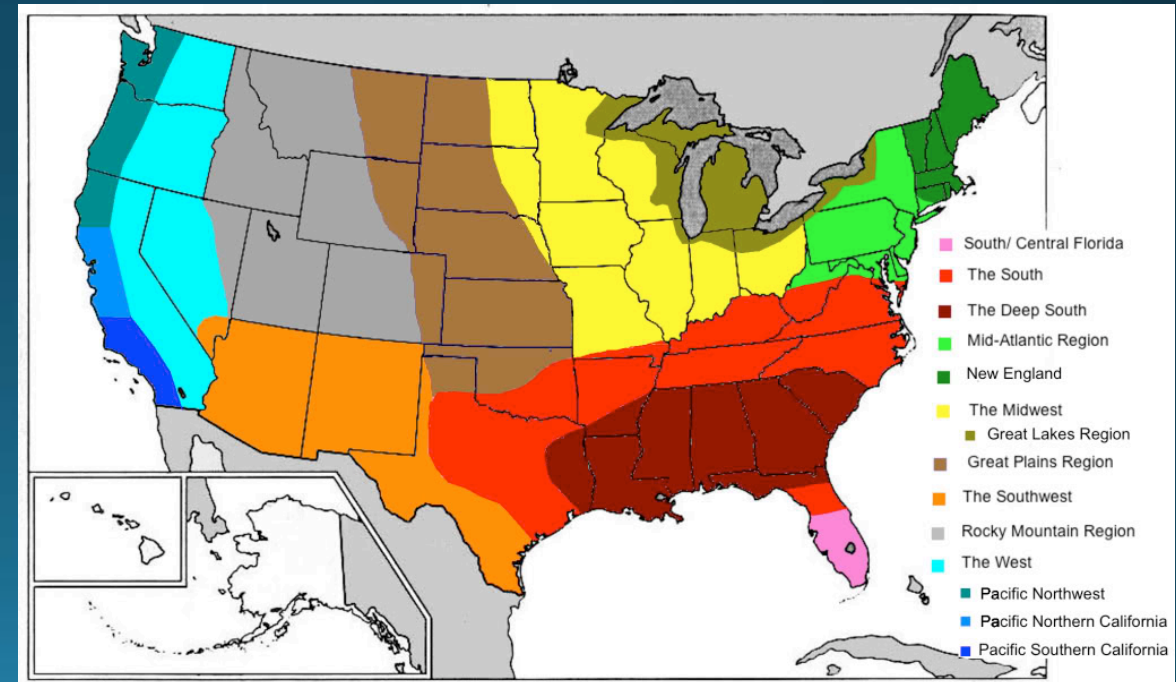 South/ Central Florida
The South
The Deep South
Mid-Atlantic Region
New England
The Midwest
Great Lakes Region
Great Plains Region
The Southwest
Rocky Mountain Region
The West
Pacific Northwest
Pacific Northern California
Pacific Southern California